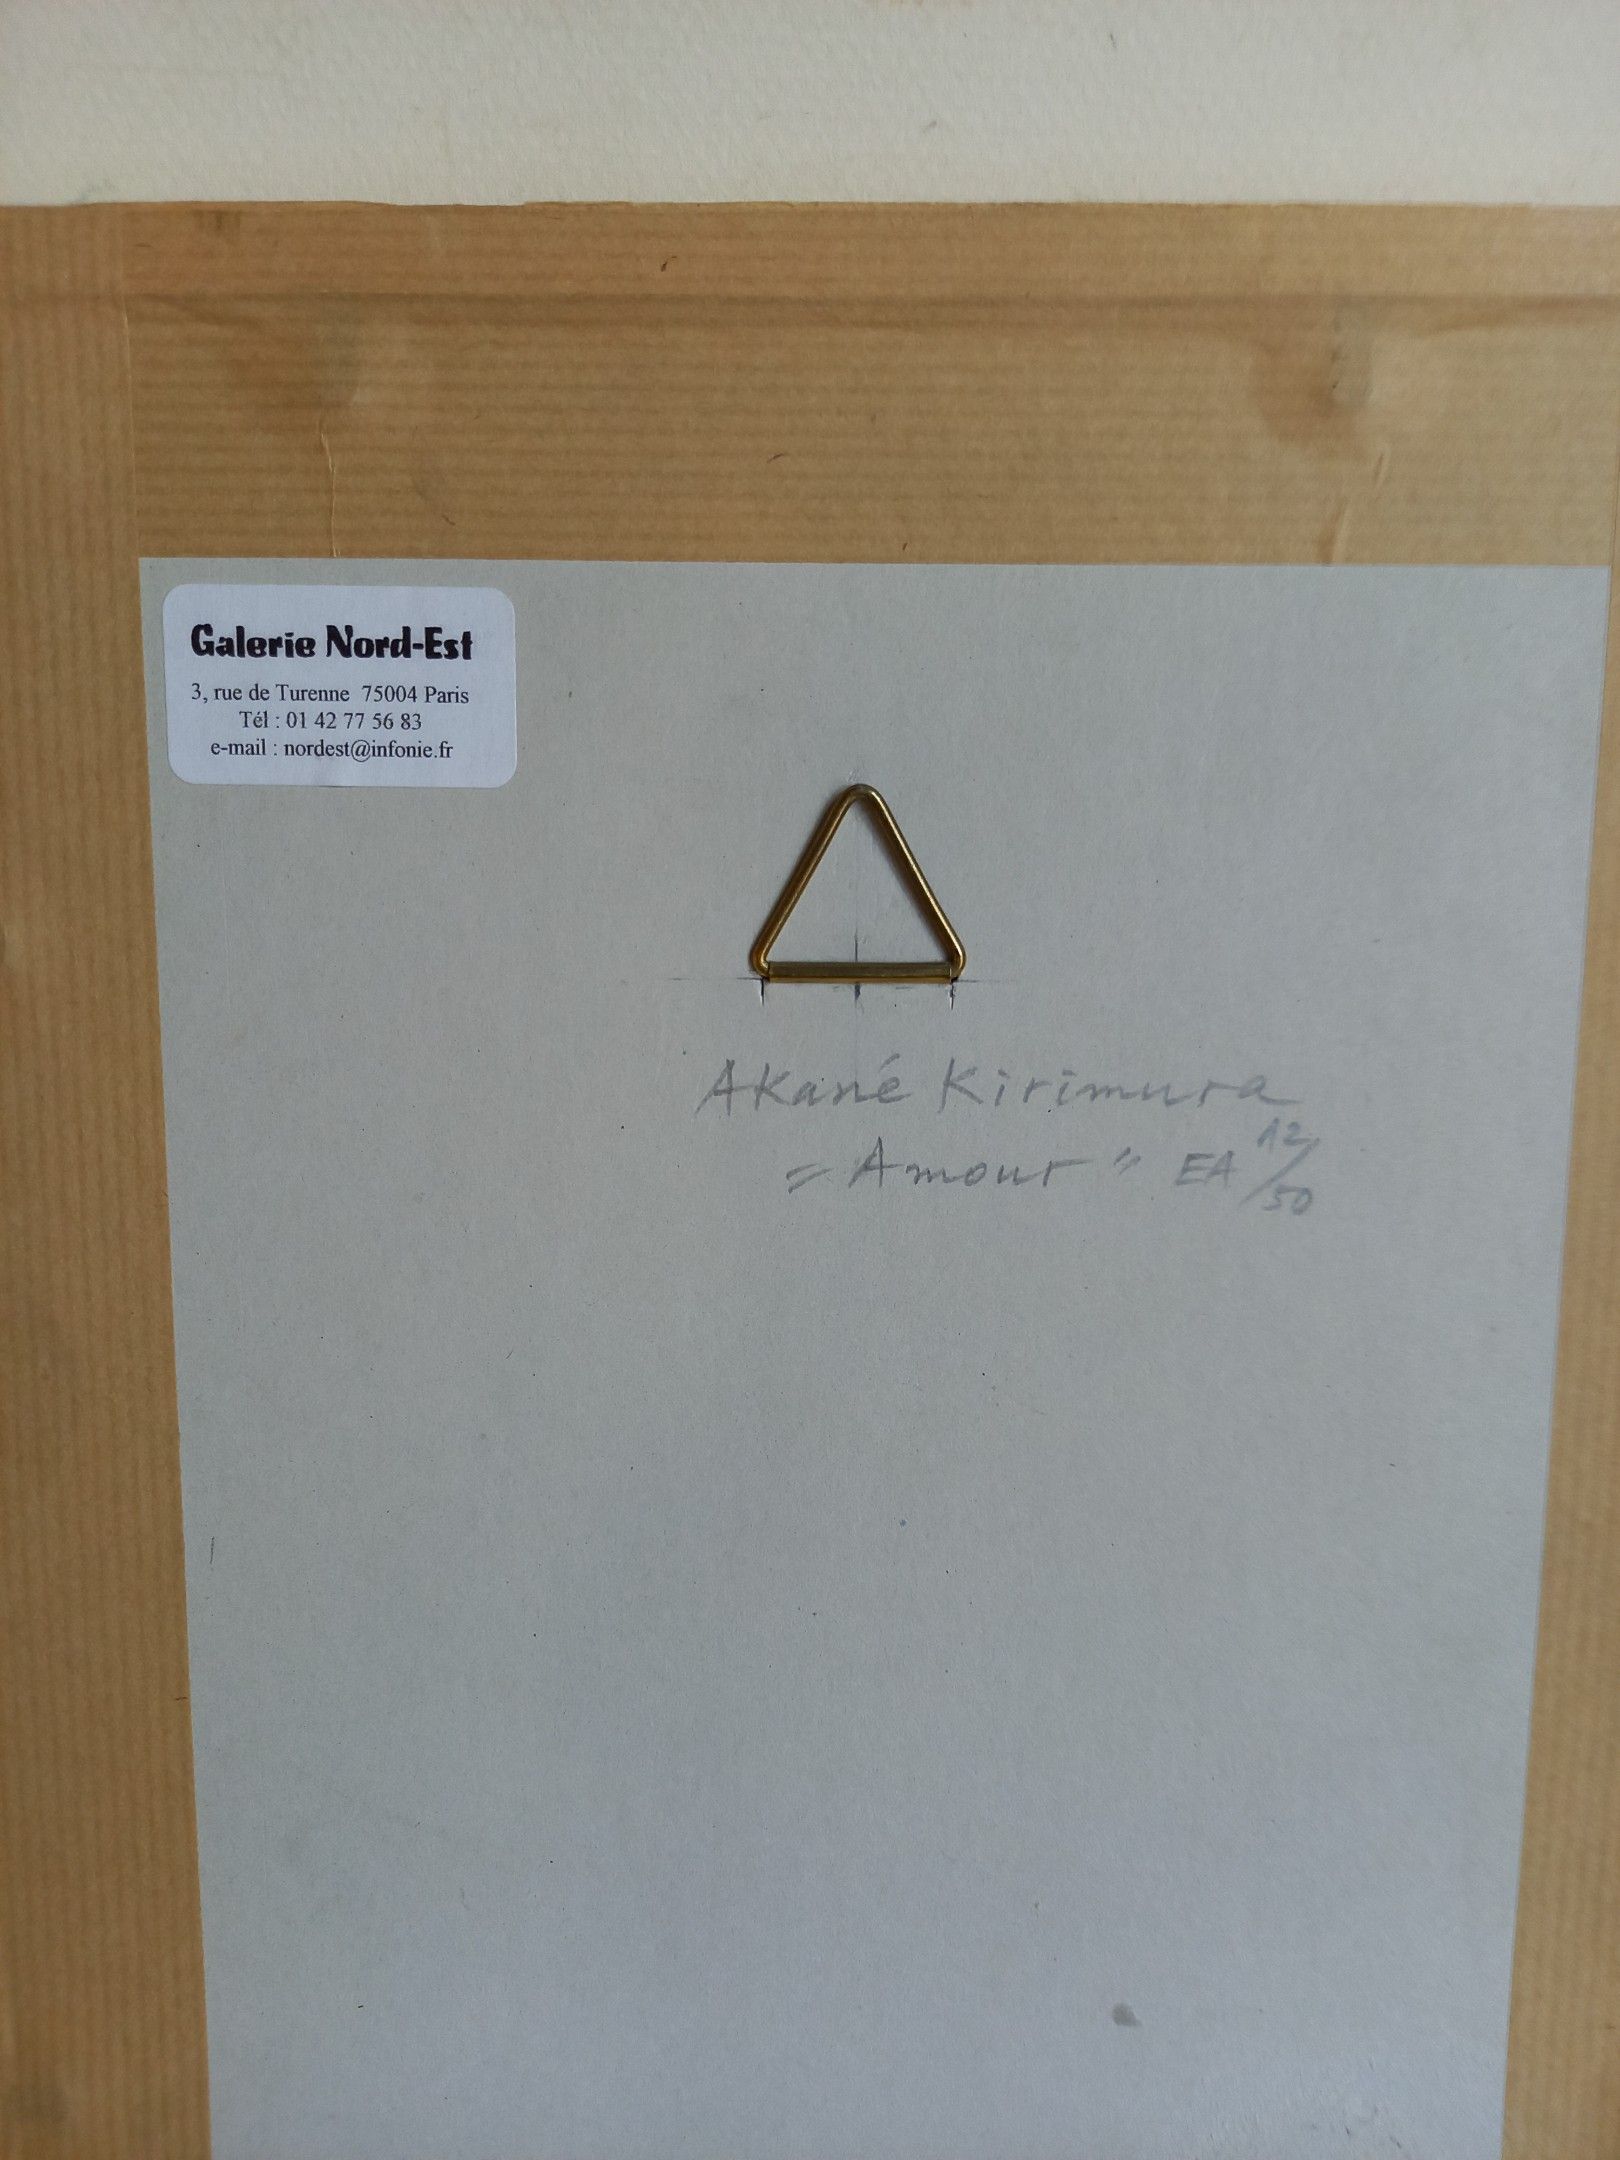 Galerie Nord-Est
3, rue de Turenne 75004 Paris
Tél : 01 42 77 56 83
e-mail : nordest@infonie.fr
Akané Kirimura
"Amour" EA 12/50